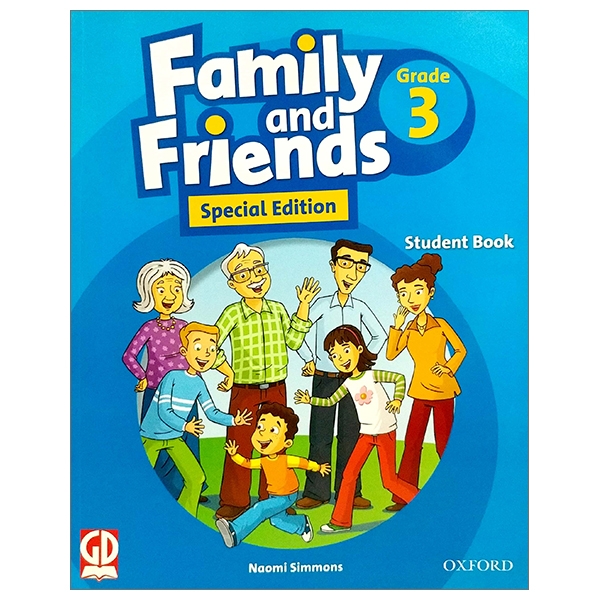 Family
and
Friends
Grade
3
Special Edition
Student Book
GD
Naomi Simmons
OXFORD